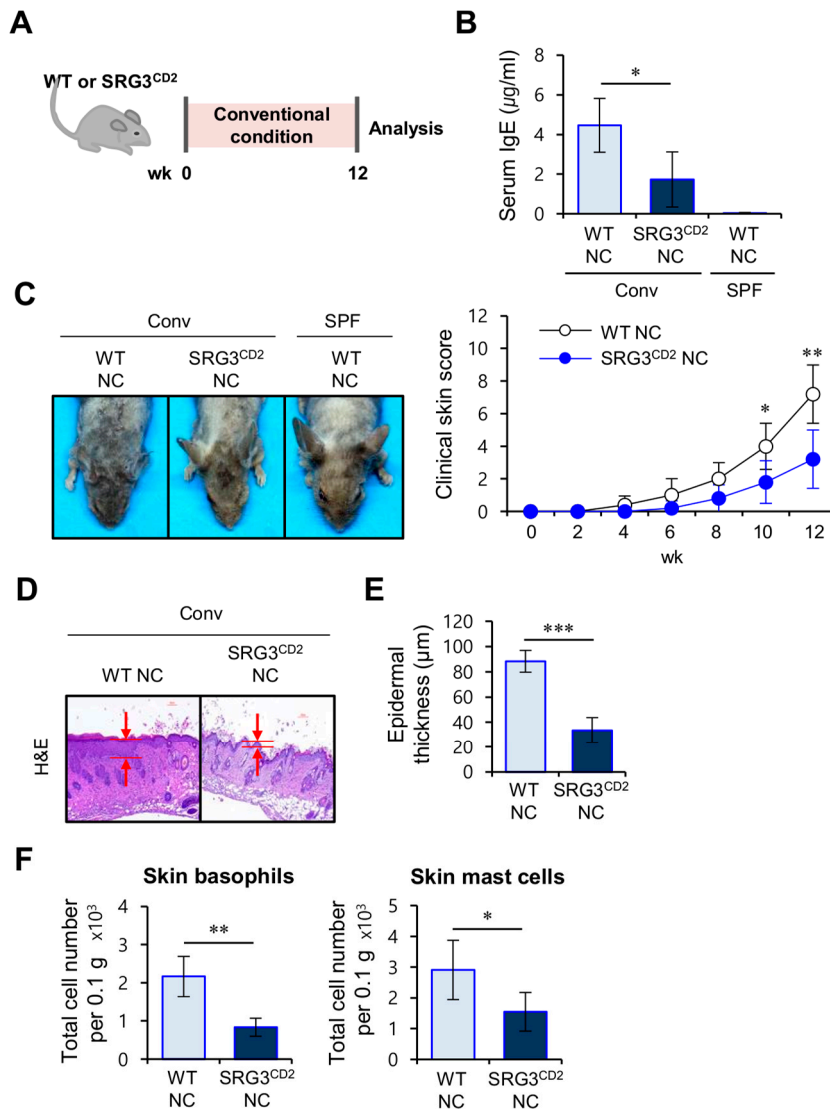 A
WT or SRG3CD2
Conventional
condition
Analysis
wk 0 12
B
Serum IgE (µg/ml)
8
6
4
2
0
*
WT
NC
SRG3CD2
NC
WT
NC
Conv
SPF
C
Conv
SPF
WT
NC
SRG3CD2
NC
WT
NC
Clinical skin score
12
10
8
6
4
2
0
WT NC
SRG3CD2 NC
*
**
0 2 4 6 8 10 12
wk
D
Conv
WT NC
SRG3CD2
NC
H&E
E
Epidermal
thickness (µm)
120
100
80
60
40
20
0
***
WT
NC
SRG3CD2
NC
F
Skin basophils
Total cell number
per 0.1 g x103
4
3
2
1
0
**
WT
NC
SRG3CD2
NC
Skin mast cells
Total cell number
per 0.1 g x103
5
4
3
2
1
0
*
WT
NC
SRG3CD2
NC